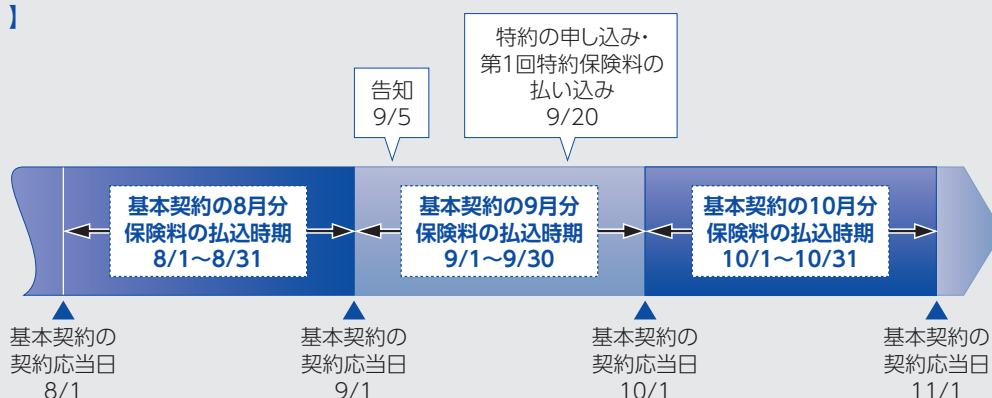 】
特約の申し込み・
第1回特約保険料の
払い込み
9/20
告知
9/5
基本契約の8月分
保険料の払込時期
8/1~8/31
基本契約の9月分
保険料の払込時期
9/1~9/30
基本契約の10月分
保険料の払込時期
10/1~10/31
基本契約の
契約応当日
8/1
基本契約の
契約応当日
9/1
基本契約の
契約応当日
10/1
基本契約の
契約応当日
11/1